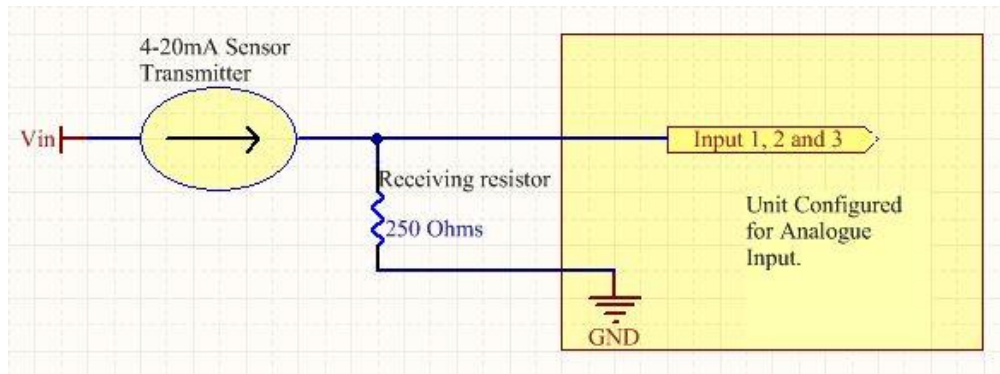 4-20mA Sensor
Transmitter
Vin
Input 1, 2 and 3
Receiving resistor
250 Ohms
Unit Configured
for Analogue
Input.
GND